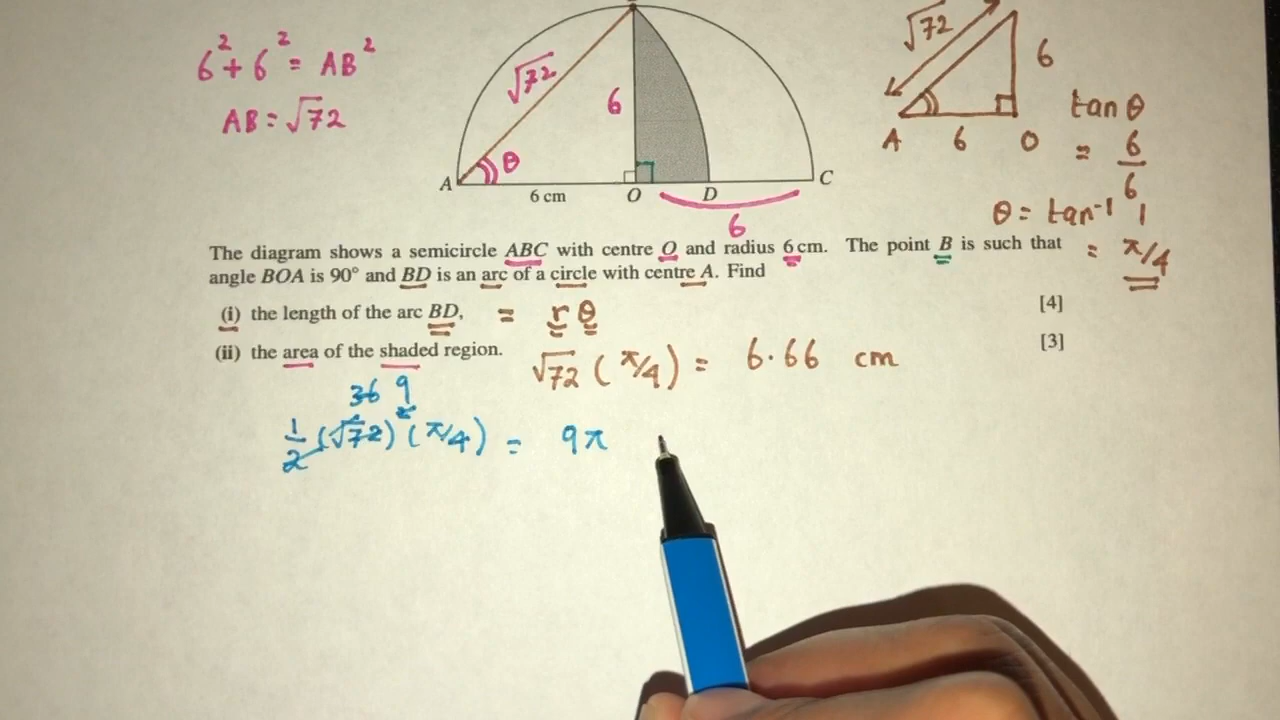 6² + 6² = AB²
AB = √72
√72
6
θ
A
6 cm
O
D
C
6
√72
6
A 6 O
tan θ
= 6/6
θ = tan⁻¹ 1
= π/4
The diagram shows a semicircle ABC with centre O and radius 6 cm. The point B is such that
angle BOA is 90° and BD is an arc of a circle with centre A. Find
(i) the length of the arc BD, = r θ [4]
(ii) the area of the shaded region. [3]
√72 (π/4) = 6.66 cm
36 9
1/2 (√72) (π/4) = 9π